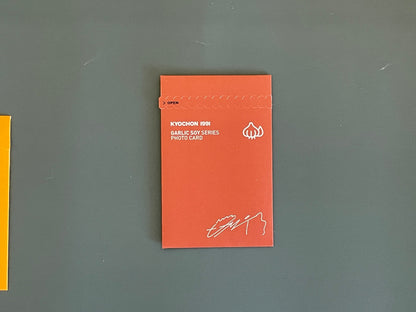 > OPEN
KYOCHON 1991
GARLIC SOY SERIES
PHOTO CARD